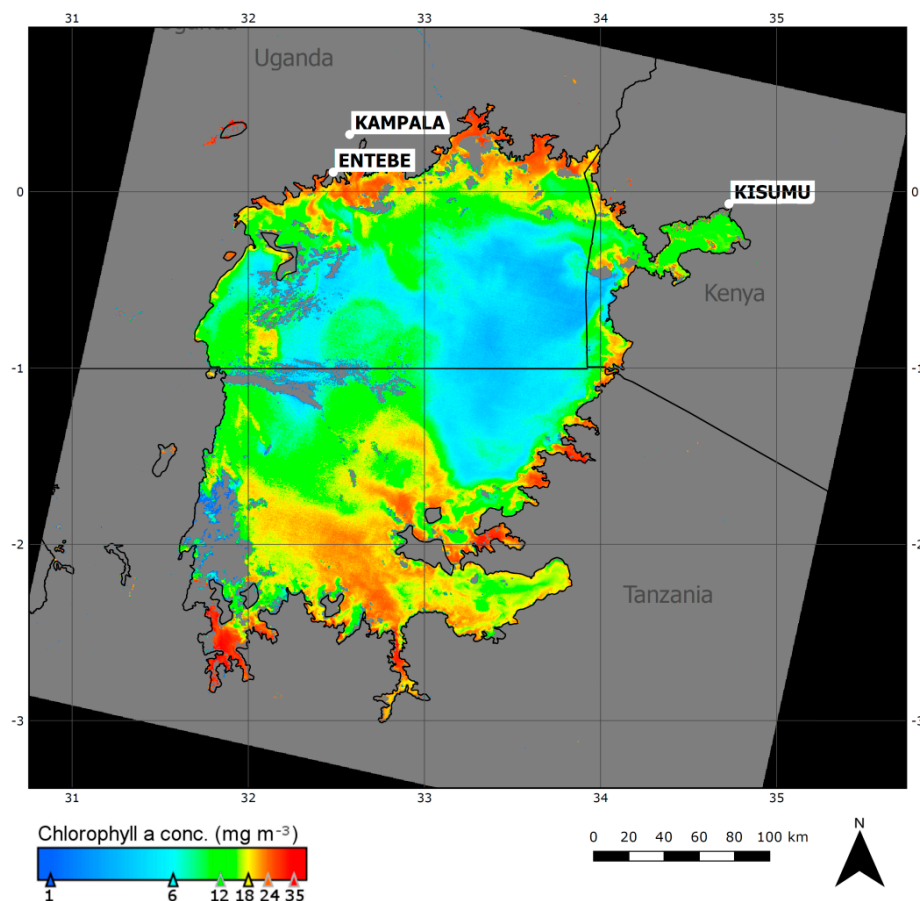 31 32 33 34 35
Uganda
Uganda
KAMPALA
ENTEBE
0 0
KISUMU
Kenya
-1 -1
-2 -2
Tanzania
-3 -3
31 32 33 34 35
Chlorophyll a conc. (mg m⁻³)
1 6 12 18 24 35
0 20 40 60 80 100 km
N